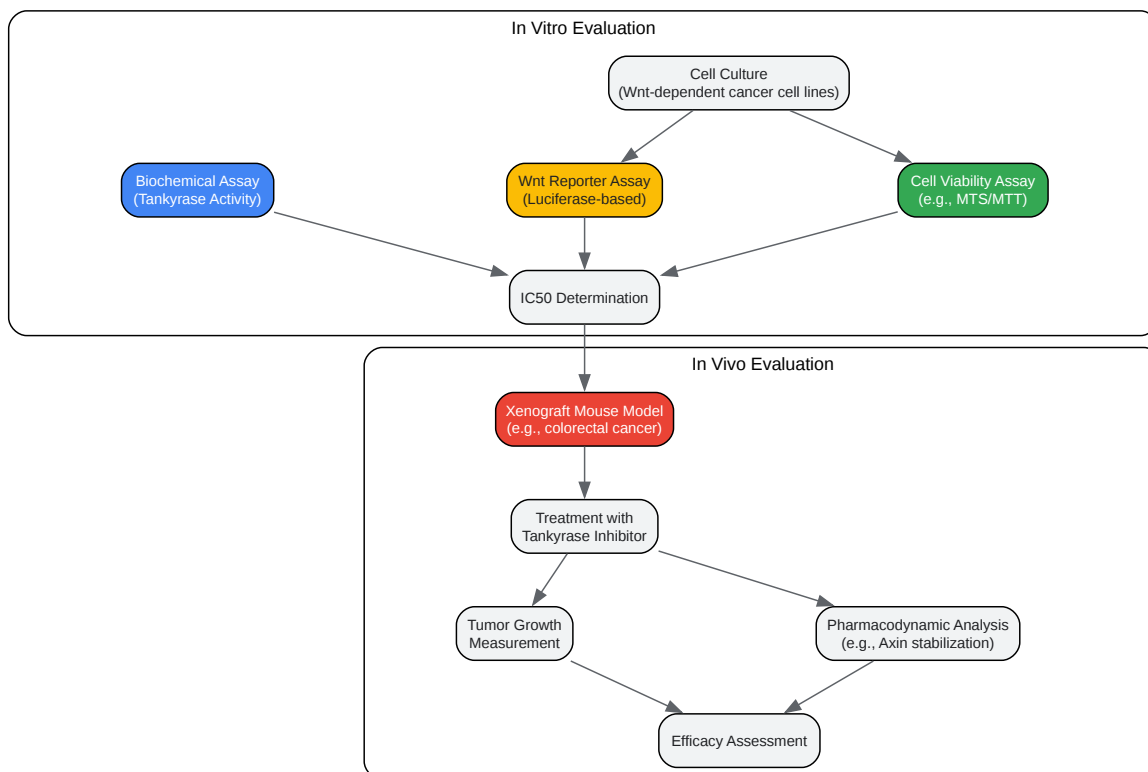 In Vitro Evaluation
Cell Culture
(Wnt-dependent cancer cell lines)
Biochemical Assay
(Tankyrase Activity)
Wnt Reporter Assay
(Luciferase-based)
Cell Viability Assay
(e.g., MTS/MTT)
IC50 Determination
In Vivo Evaluation
Xenograft Mouse Model
(e.g., colorectal cancer)
Treatment with
Tankyrase Inhibitor
Tumor Growth
Measurement
Pharmacodynamic Analysis
(e.g., Axin stabilization)
Efficacy Assessment